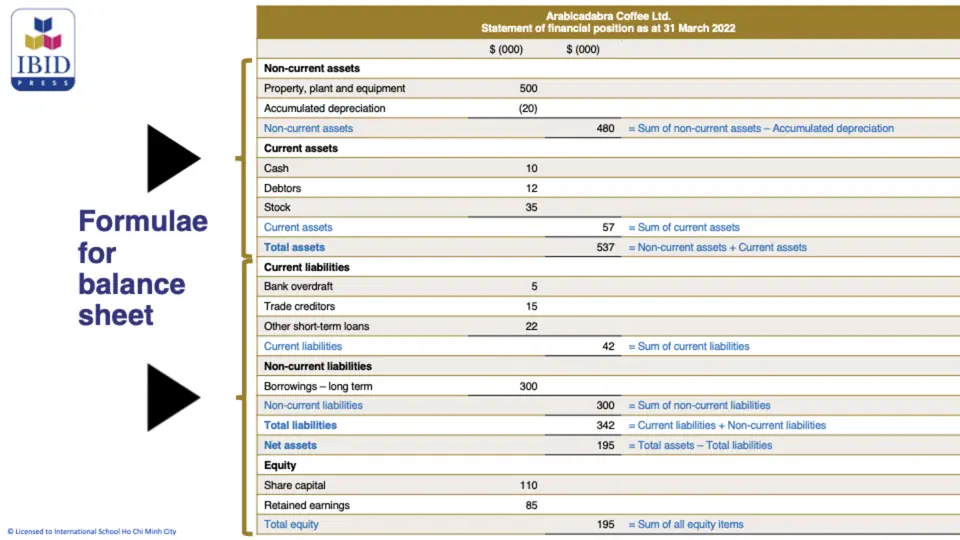 IBID
PRESS
Arabicadabra Coffee Ltd.
Statement of financial position as at 31 March 2022
$ (000) $ (000)
Non-current assets
Property, plant and equipment 500
Accumulated depreciation (20)
Non-current assets 480 = Sum of non-current assets – Accumulated depreciation
Current assets
Cash 10
Debtors 12
Stock 35
Current assets 57 = Sum of current assets
Total assets 537 = Non-current assets + Current assets
Current liabilities
Bank overdraft 5
Trade creditors 15
Other short-term loans 22
Current liabilities 42 = Sum of current liabilities
Non-current liabilities
Borrowings – long term 300
Non-current liabilities 300 = Sum of non-current liabilities
Total liabilities 342 = Current liabilities + Non-current liabilities
Net assets 195 = Total assets – Total liabilities
Equity
Share capital 110
Retained earnings 85
Total equity 195 = Sum of all equity items
Formulae
for
balance
sheet
© Licensed to International School Ho Chi Minh City